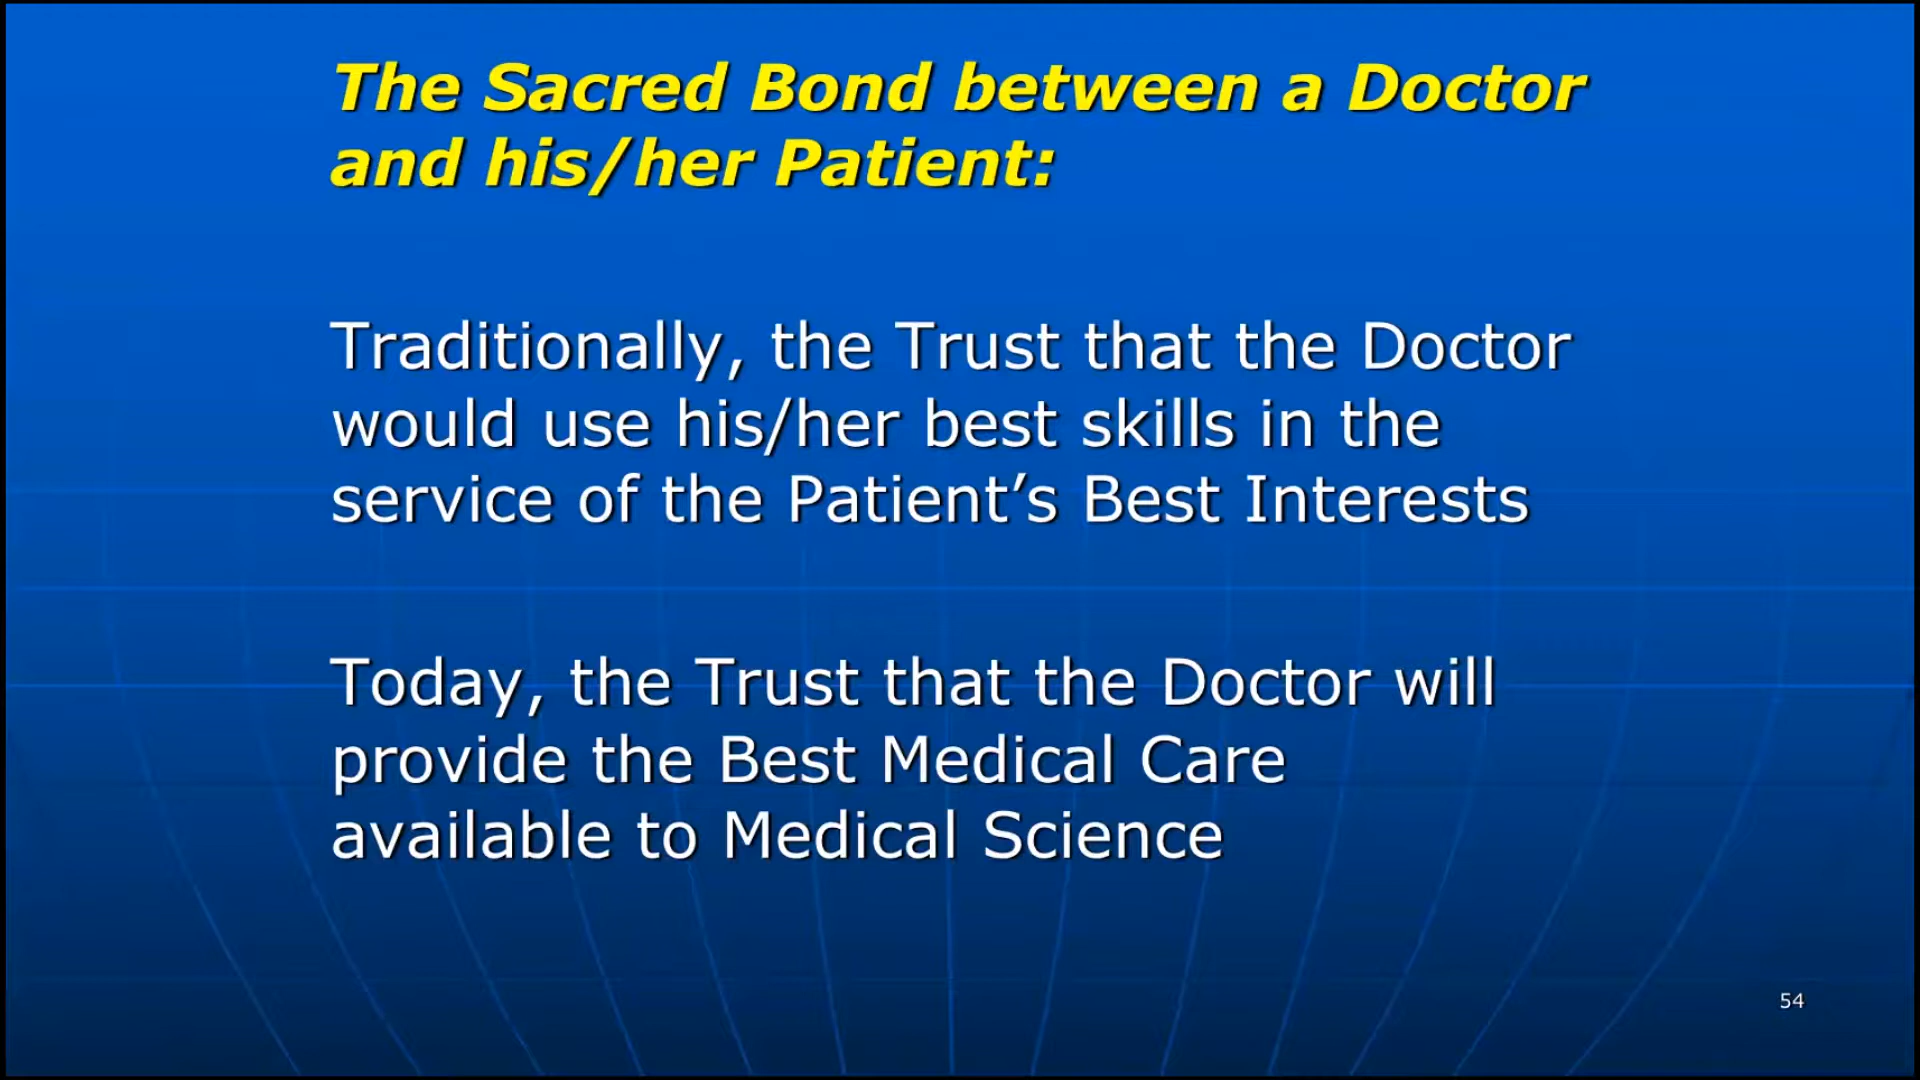 The Sacred Bond between a Doctor
and his/her Patient:
Traditionally, the Trust that the Doctor
would use his/her best skills in the
service of the Patient’s Best Interests
Today, the Trust that the Doctor will
provide the Best Medical Care
available to Medical Science
54